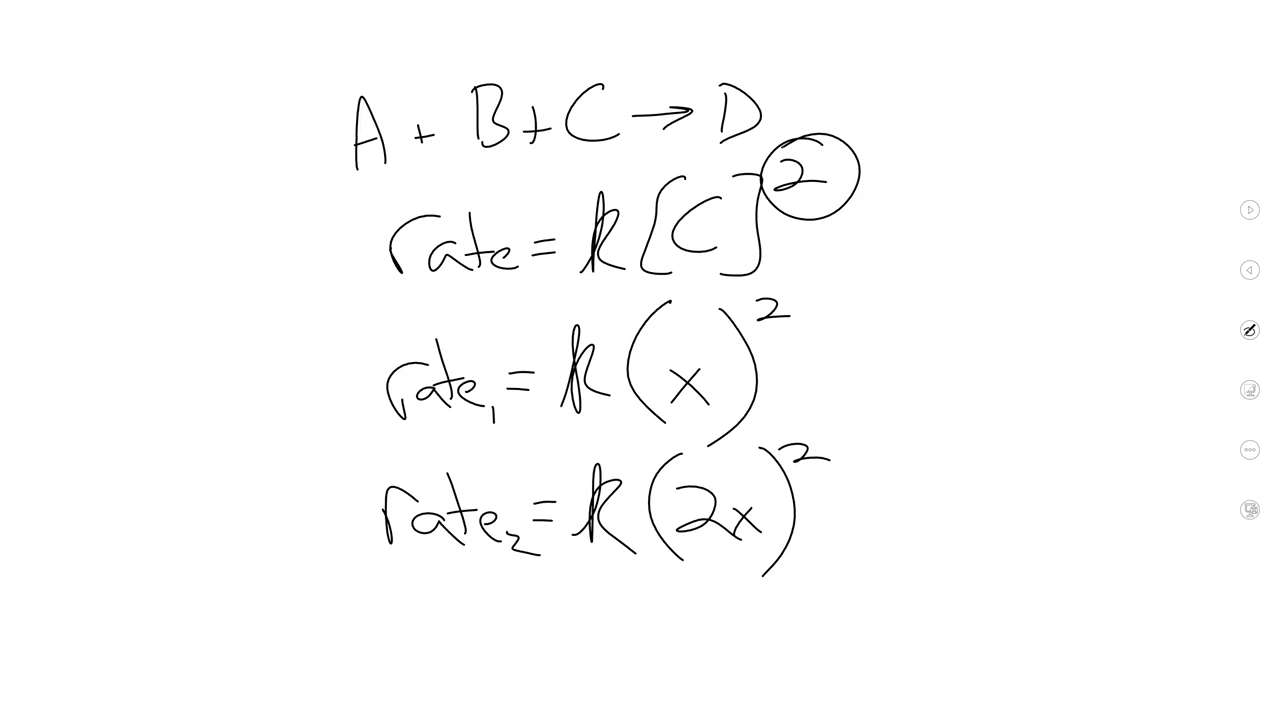 A + B + C → D
rate = k[C]²
rate₁ = k(x)²
rate₂ = k(2x)²